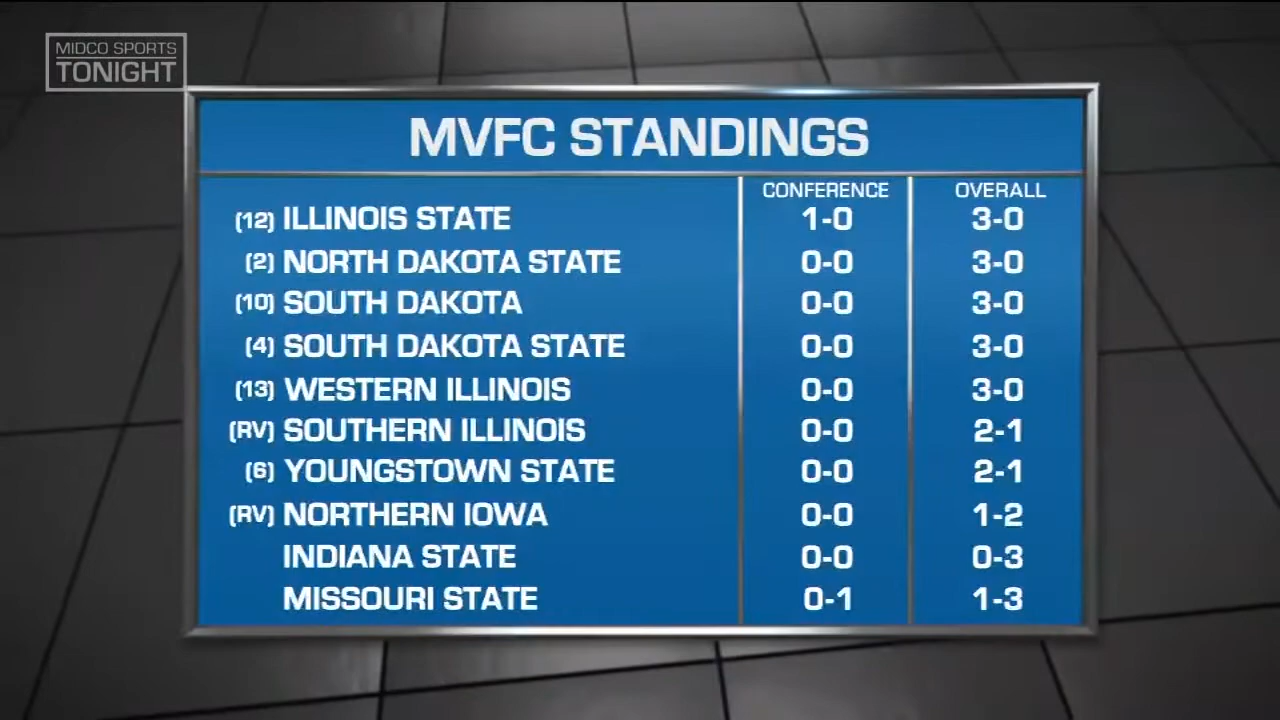 MIDCO SPORTS
TONIGHT
MVFC STANDINGS
CONFERENCE OVERALL
(12) ILLINOIS STATE 1-0 3-0
(2) NORTH DAKOTA STATE 0-0 3-0
(10) SOUTH DAKOTA 0-0 3-0
(4) SOUTH DAKOTA STATE 0-0 3-0
(13) WESTERN ILLINOIS 0-0 3-0
(RV) SOUTHERN ILLINOIS 0-0 2-1
(6) YOUNGSTOWN STATE 0-0 2-1
(RV) NORTHERN IOWA 0-0 1-2
INDIANA STATE 0-0 0-3
MISSOURI STATE 0-1 1-3